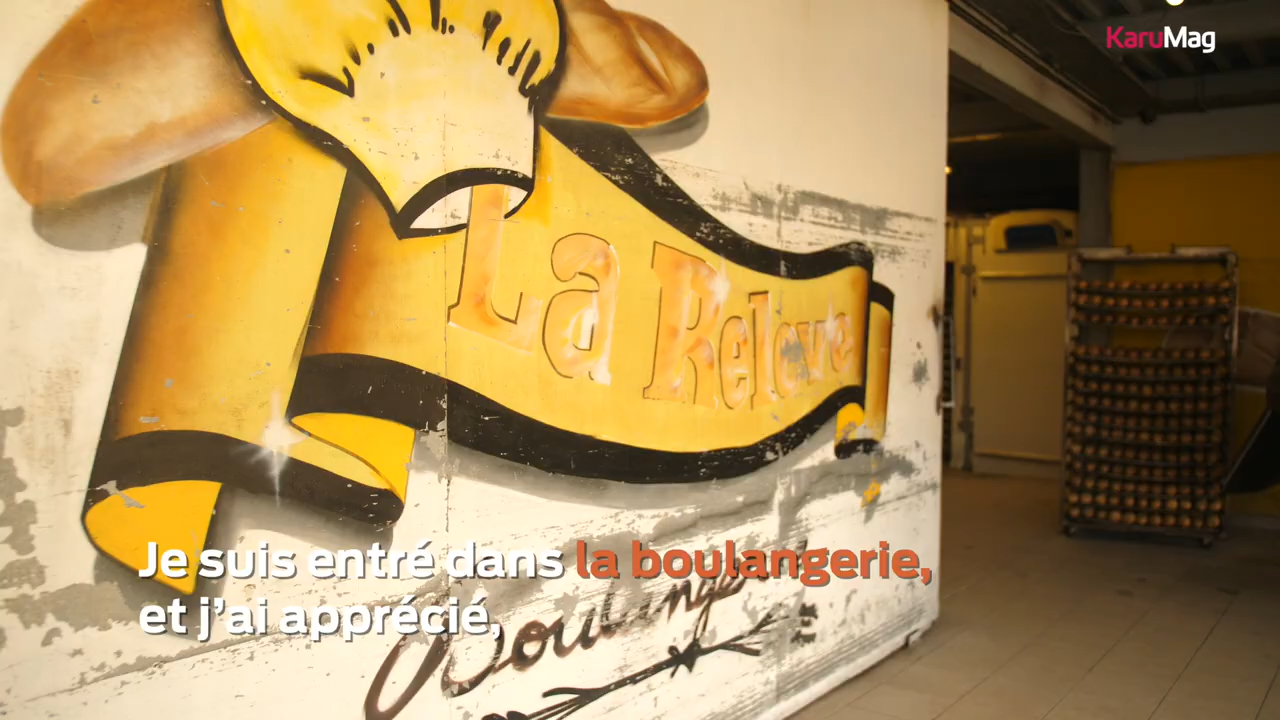 KaruMag
La Releve
Je suis entré dans la boulangerie,
et j'ai apprécié,